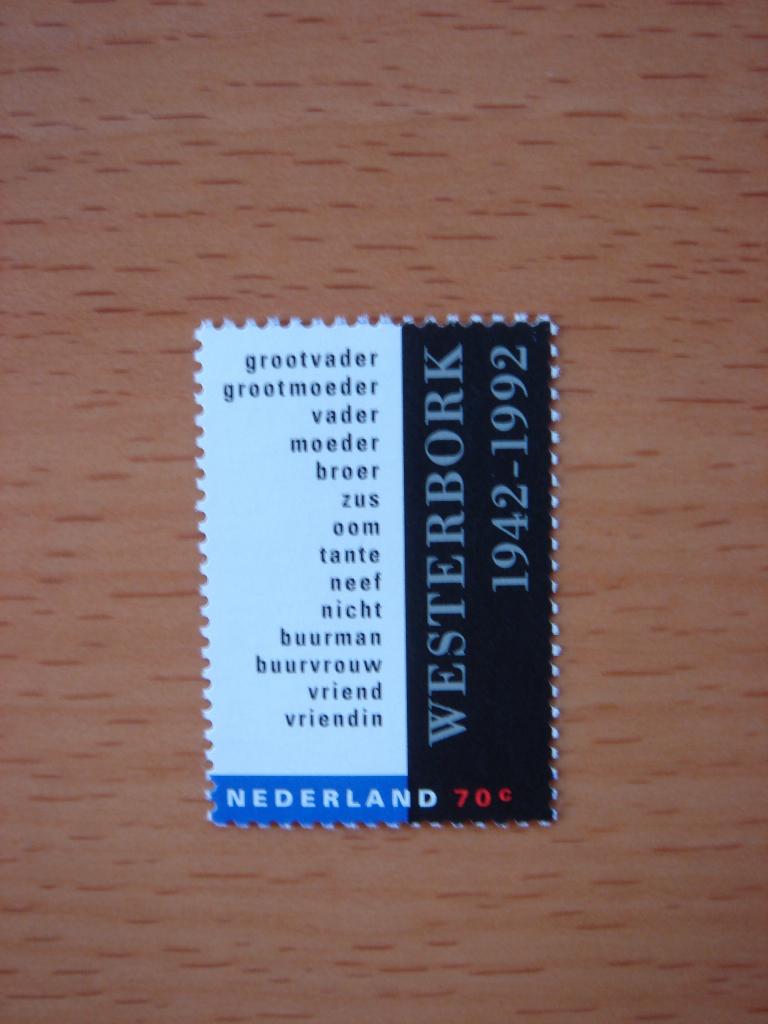 grootvader
grootmoeder
vader
moeder
broer
zus
oom
tante
neef
nicht
buurman
buurvrouw
vriend
vriendin
WESTERBORK
1942-1992
NEDERLAND 70c